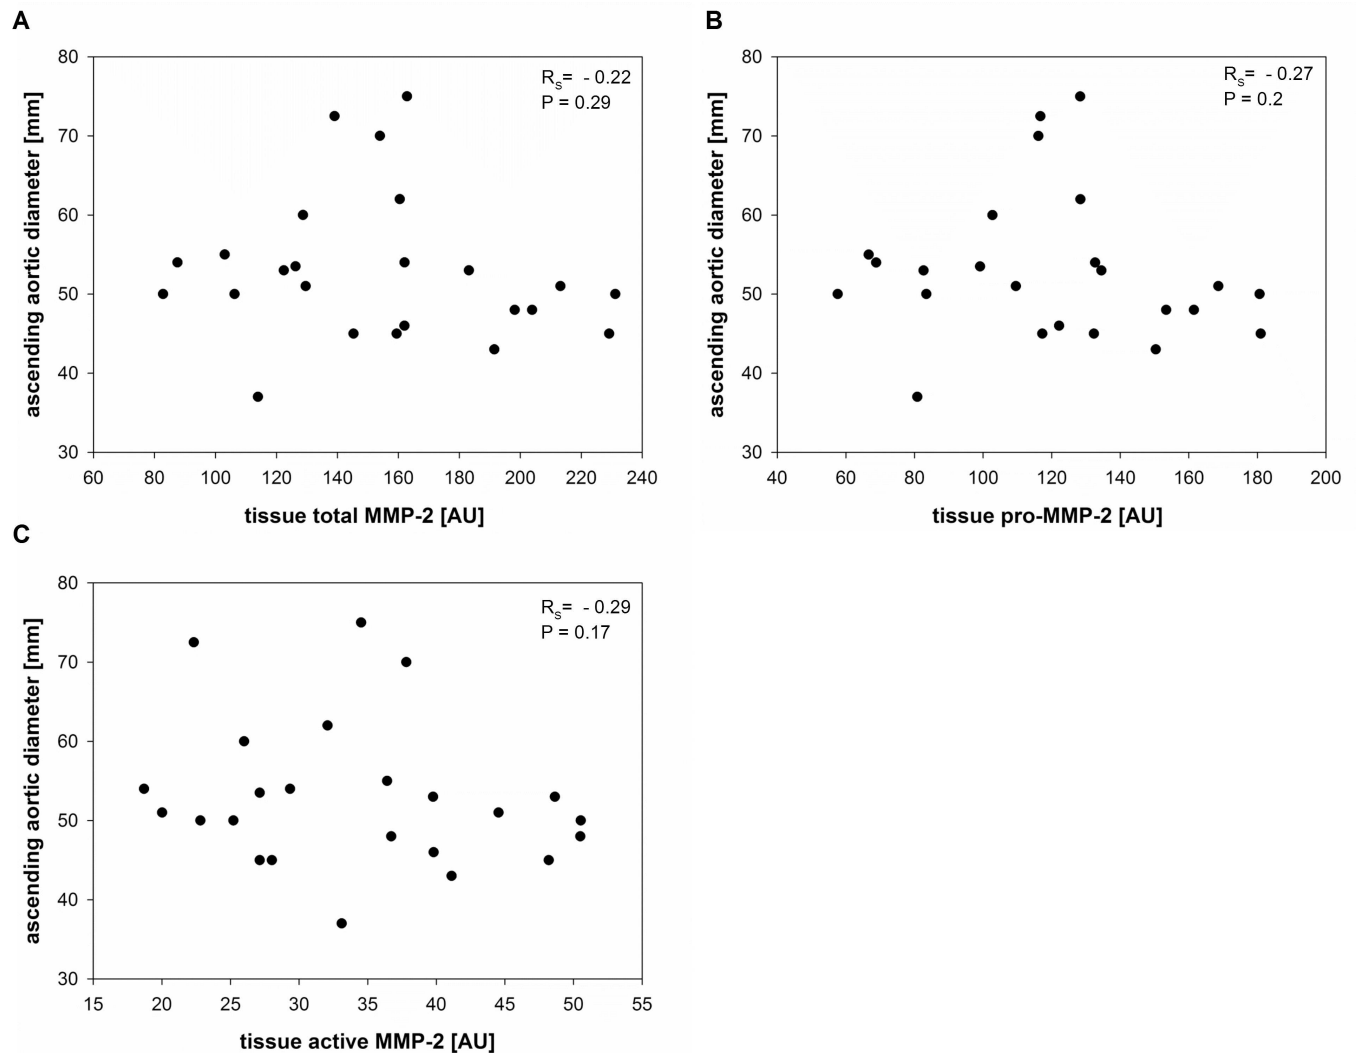 A
B
80
70
60
50
40
30
ascending aortic diameter [mm]
RS= - 0.22
P = 0.29
60 80 100 120 140 160 180 200 220 240
tissue total MMP-2 [AU]
80
70
60
50
40
30
ascending aortic diameter [mm]
RS= - 0.27
P = 0.2
40 60 80 100 120 140 160 180 200
tissue pro-MMP-2 [AU]
C
80
70
60
50
40
30
ascending aortic diameter [mm]
RS= - 0.29
P = 0.17
15 20 25 30 35 40 45 50 55
tissue active MMP-2 [AU]